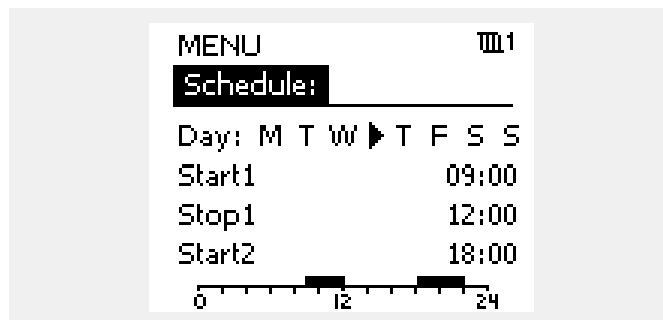 MENU 1
Schedule:
Day: M T W ▶ T F S S
Start1 09:00
Stop1 12:00
Start2 18:00
0 12 24